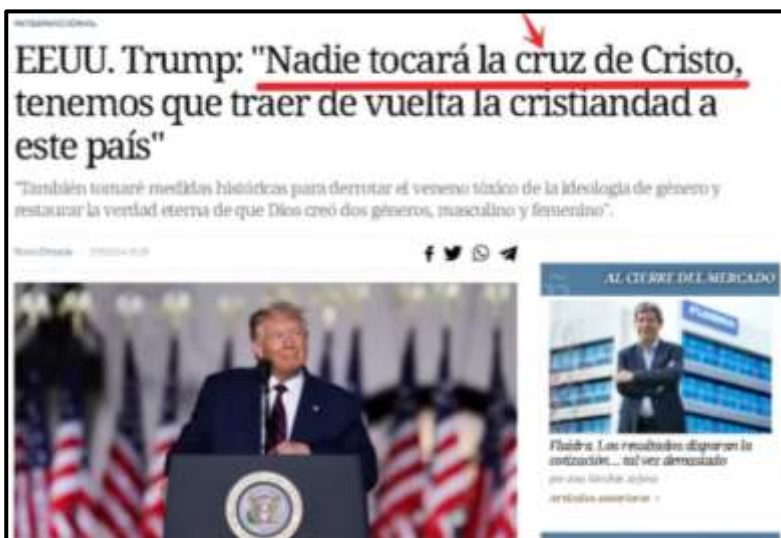 INTERNACIONAL
EEUU. Trump: "Nadie tocará la cruz de Cristo,
tenemos que traer de vuelta la cristiandad a
este país"
"También tomaré medidas históricas para derrotar el veneno tóxico de la ideología de género y
restaurar la verdad eterna de que Dios creó dos géneros, masculino y femenino".
AL CIERRE DEL MERCADO
Fluidra. Los resultados disparan la
cotización... tal vez demasiado
Artículos anteriores